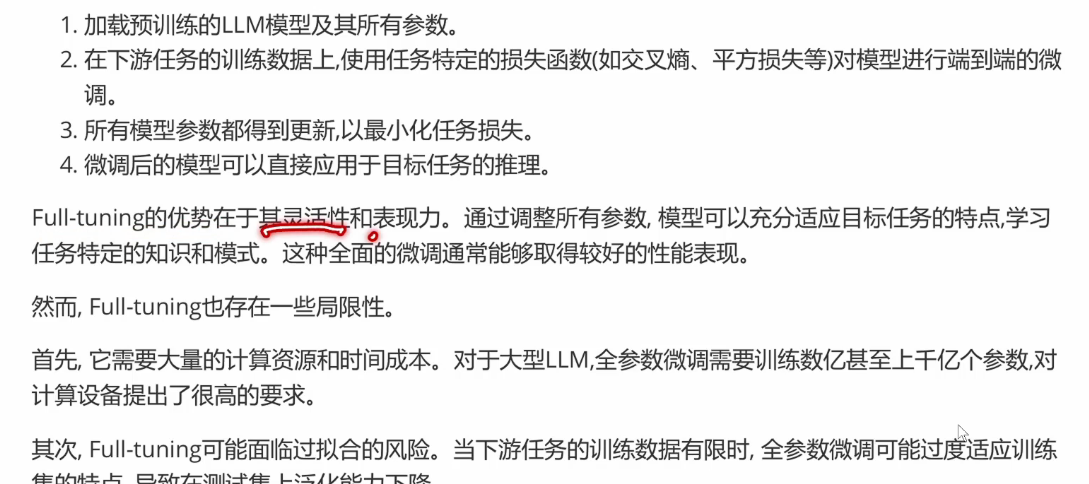 1. 加载预训练的LLM模型及其所有参数。
2. 在下游任务的训练数据上,使用任务特定的损失函数(如交叉熵、平方损失等)对模型进行端到端的微
调。
3. 所有模型参数都得到更新,以最小化任务损失。
4. 微调后的模型可以直接应用于目标任务的推理。
Full-tuning的优势在于其灵活性和表现力。通过调整所有参数, 模型可以充分适应目标任务的特点,学习
任务特定的知识和模式。这种全面的微调通常能够取得较好的性能表现。
然而, Full-tuning也存在一些局限性。
首先, 它需要大量的计算资源和时间成本。对于大型LLM,全参数微调需要训练数亿甚至上千亿个参数,对
计算设备提出了很高的要求。
其次, Full-tuning可能面临过拟合的风险。当下游任务的训练数据有限时, 全参数微调可能过度适应训练
集的特点, 导致在测试集上泛化能力下降